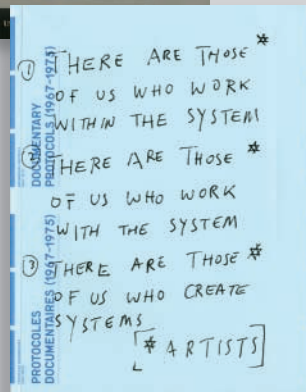 ① THERE ARE THOSE*
OF US WHO WORK
WITHIN THE SYSTEM
② THERE ARE THOSE*
OF US WHO WORK
WITH THE SYSTEM
③ THERE ARE THOSE*
OF US WHO CREATE
SYSTEMS
[* ARTISTS]
DOCUMENTARY
PROTOCOLS (1967-1975)
PROTOCOLES
DOCUMENTAIRES (1967-1975)